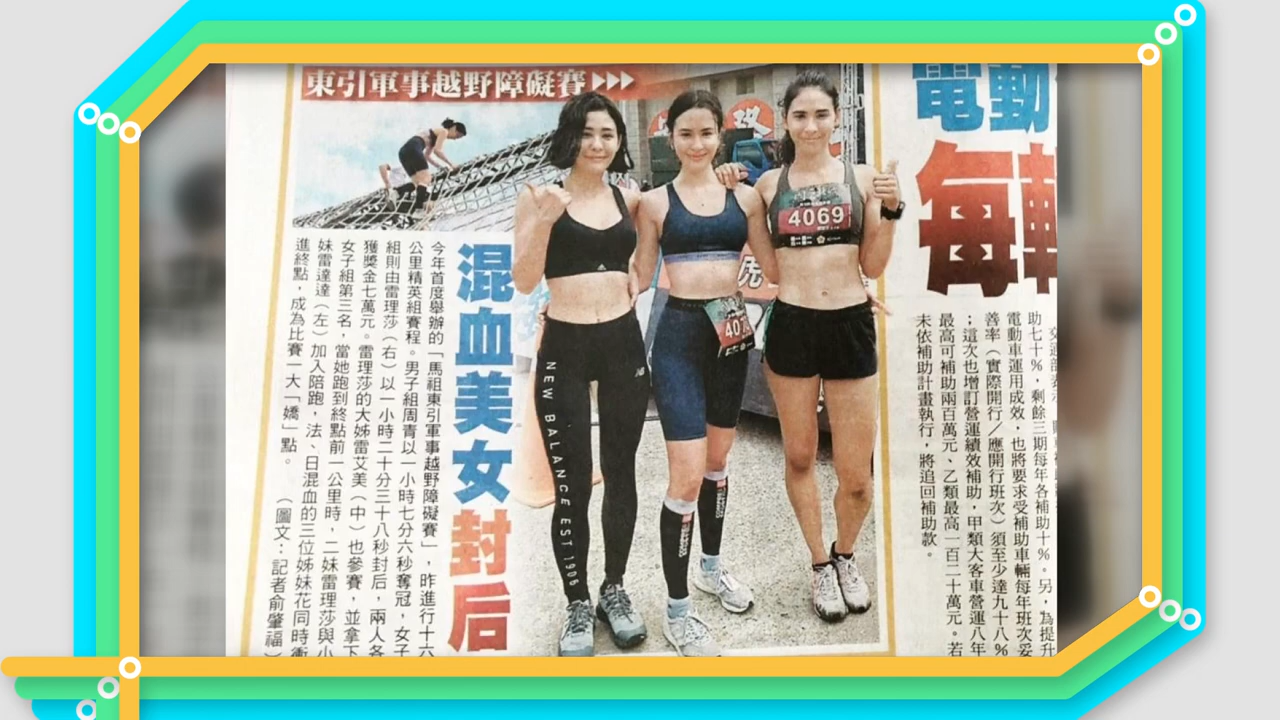 東引軍事越野障礙賽
混血美女封后
今年首度舉辦的「馬祖東引軍事越野障礙賽」，昨進行十六
公里精英組賽程。男子組周青以一小時七分六秒奪冠，女子
組則由雷理莎（右）以一小時二十分三十八秒封后，兩人各
獲獎金七萬元。雷理莎的大姊雷艾美（中）也參賽，並拿下
女子組第三名，當她跑到終點前一公里時，二妹雷理莎與小
妹雷達達（左）加入陪跑，法、日混血的三位姊妹花同時衝
進終點，成為比賽一大「嬌」點。（圖文：記者俞肇福）
4069
407
NEW BALANCE EST 1906
電動
每輛
助七十％，剩餘三期每年各補助十％。另，為提升
電動車運用成效，也將要求受補助車輛每年班次妥
善率（實際開行／應開行班次）須至少達九十八％
；這次也增訂營運績效補助，甲類大客車營運八年
最高可補助兩百萬元、乙類最高一百二十萬元。若
未依補助計畫執行，將追回補助款。